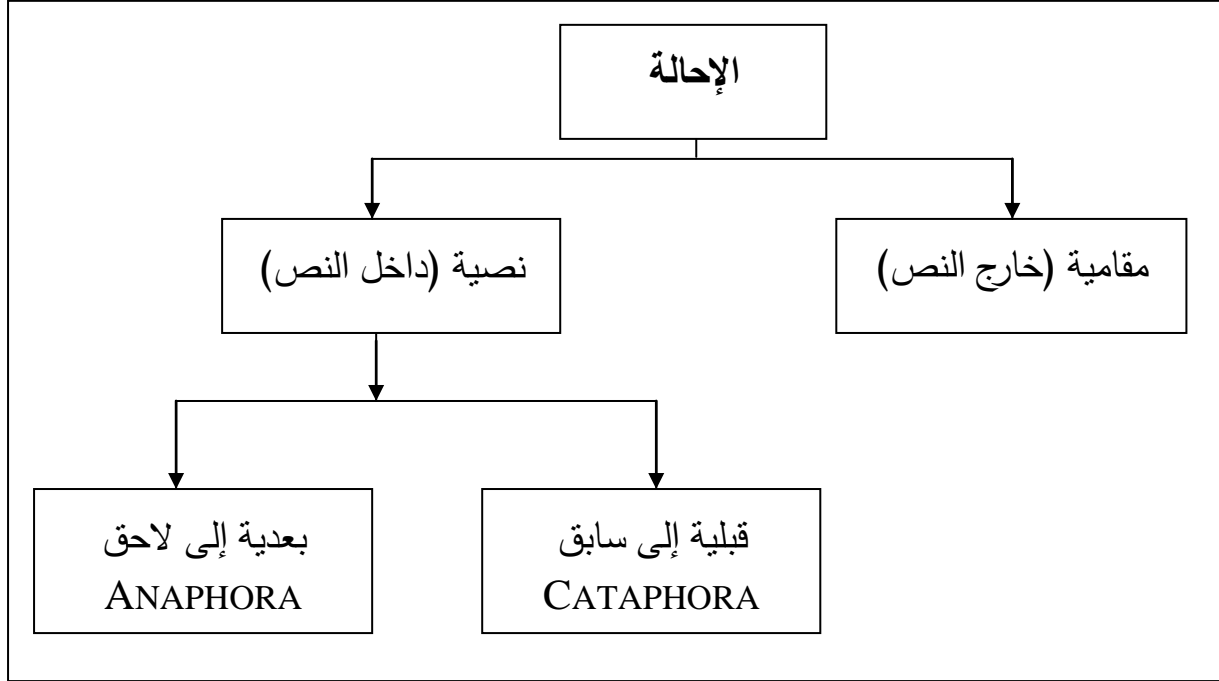 الإحالة
مقامية (خارج النص)
نصية (داخل النص)
قبلية إلى سابق
CATAPHORA
بعدية إلى لاحق
ANAPHORA